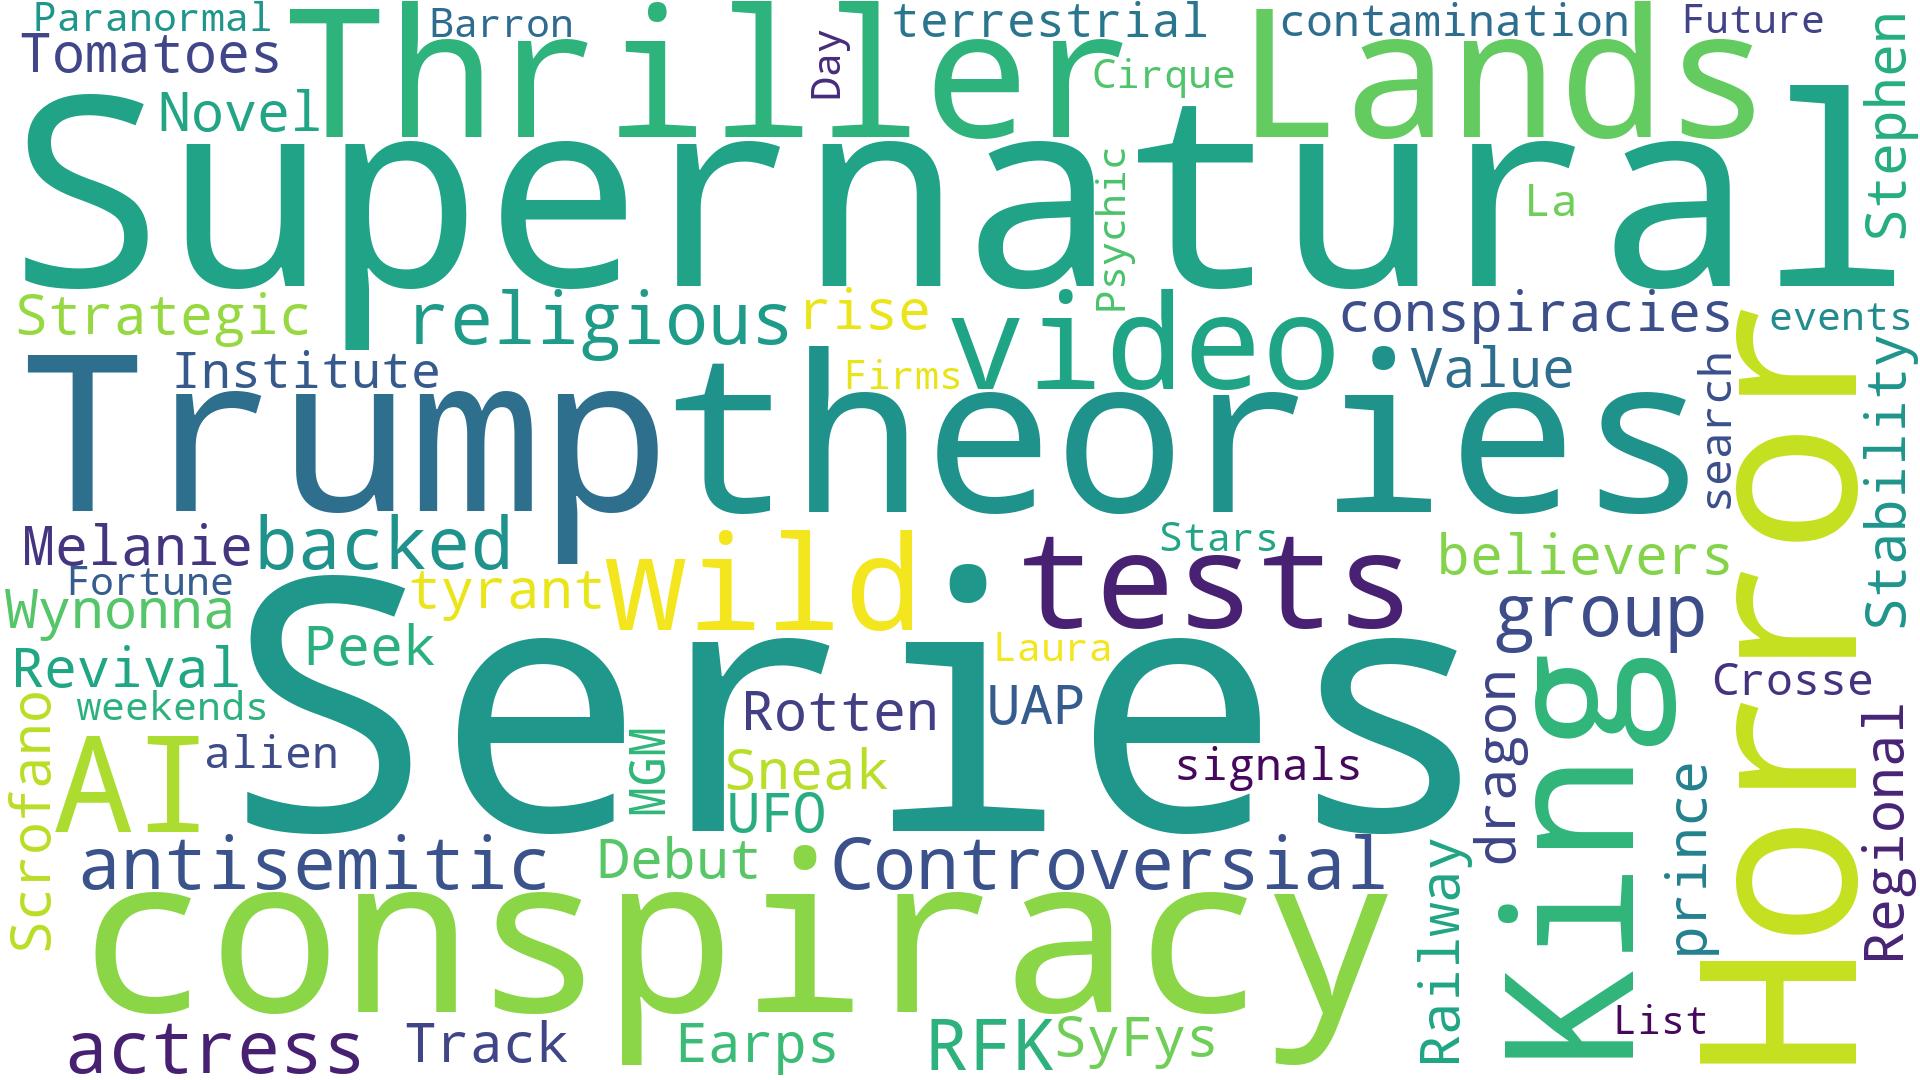 Paranormal
Barron
terrestrial
contamination
Future
Tomatoes
Thriller
Day
Cirque
Lands
Stephen
Novel
Supernatural
Psychic
La
Strategic
religious
rise
video
conspiracies
events
Institute
Firms
Value
search
Stability
Trump
theories
Horror
Melanie
backed
Wild
tests
Stars
believers
Fortune
tyrant
Wynonna
group
Peek
Laura
Revival
Series
Crosse
weekends
Rotten
UAP
dragon
King
Regional
Scrofano
AI
alien
MGM
Sneak
signals
prince
UFO
antisemitic
Debut
Controversial
Railway
conspiracy
actress
Track
Earps
RFK
SyFys
List